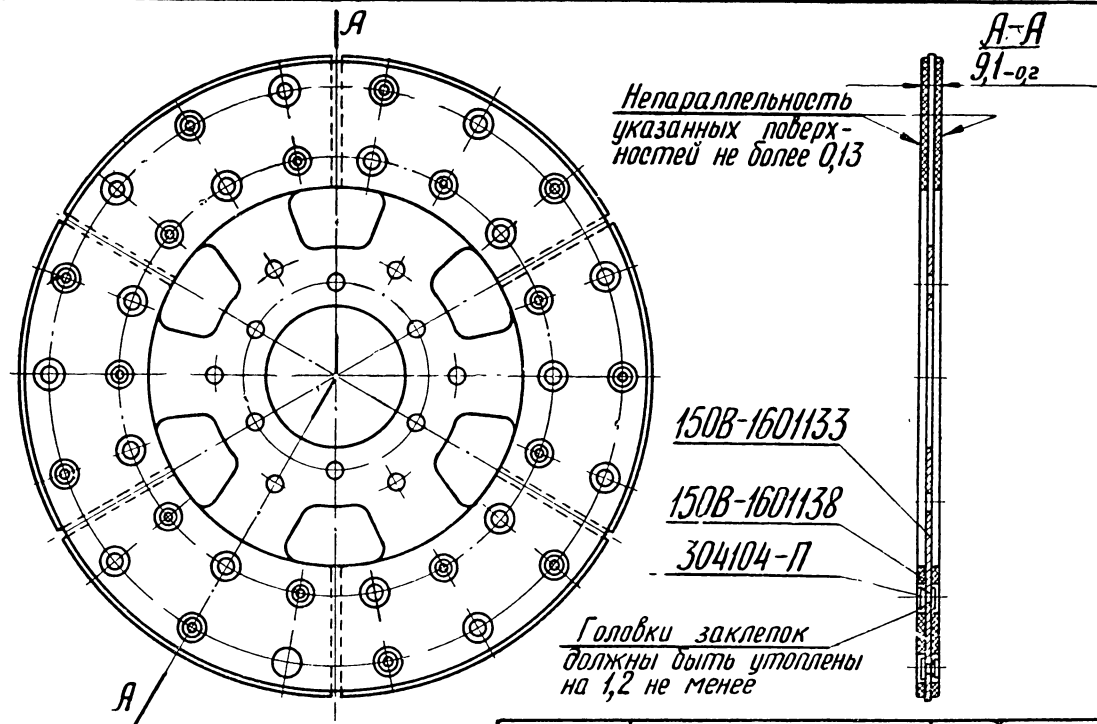 А
А-А
9,1-0,2
Непараллельность
указанных поверх-
ностей не более 0,13
150В-1601133
150В-1601138
304104-П
Головки заклепок
должны быть утоплены
на 1,2 не менее
А